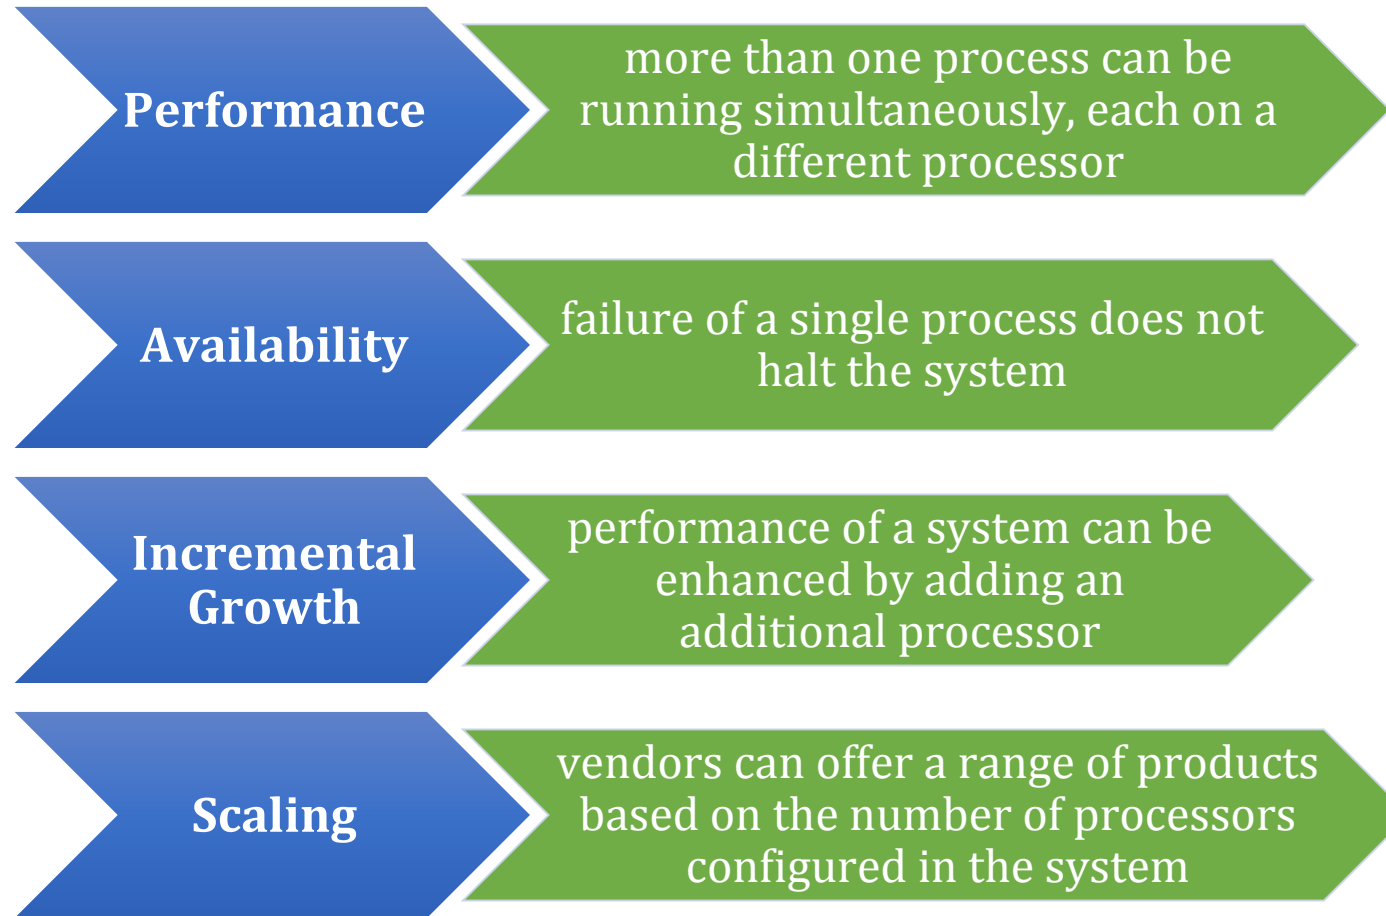 Performance
more than one process can be
running simultaneously, each on a
different processor
Availability
failure of a single process does not
halt the system
Incremental
Growth
performance of a system can be
enhanced by adding an
additional processor
Scaling
vendors can offer a range of products
based on the number of processors
configured in the system